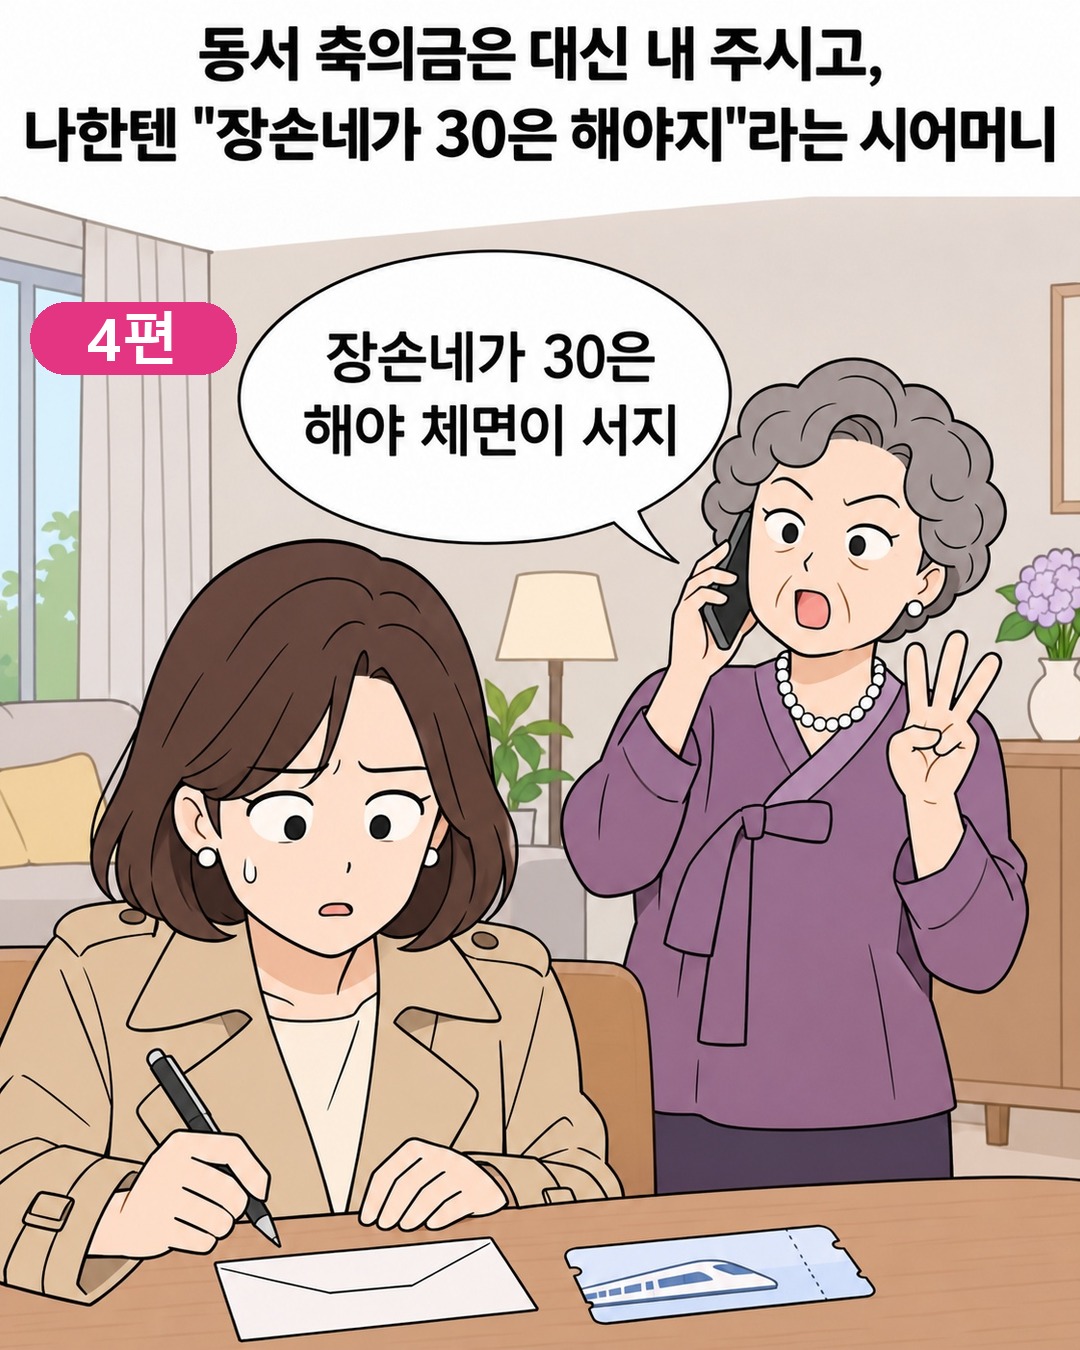 동서 축의금은 대신 내 주시고,
나한텐 "장손네가 30은 해야지"라는 시어머니
4편
장손네가 30은
해야 체면이 서지